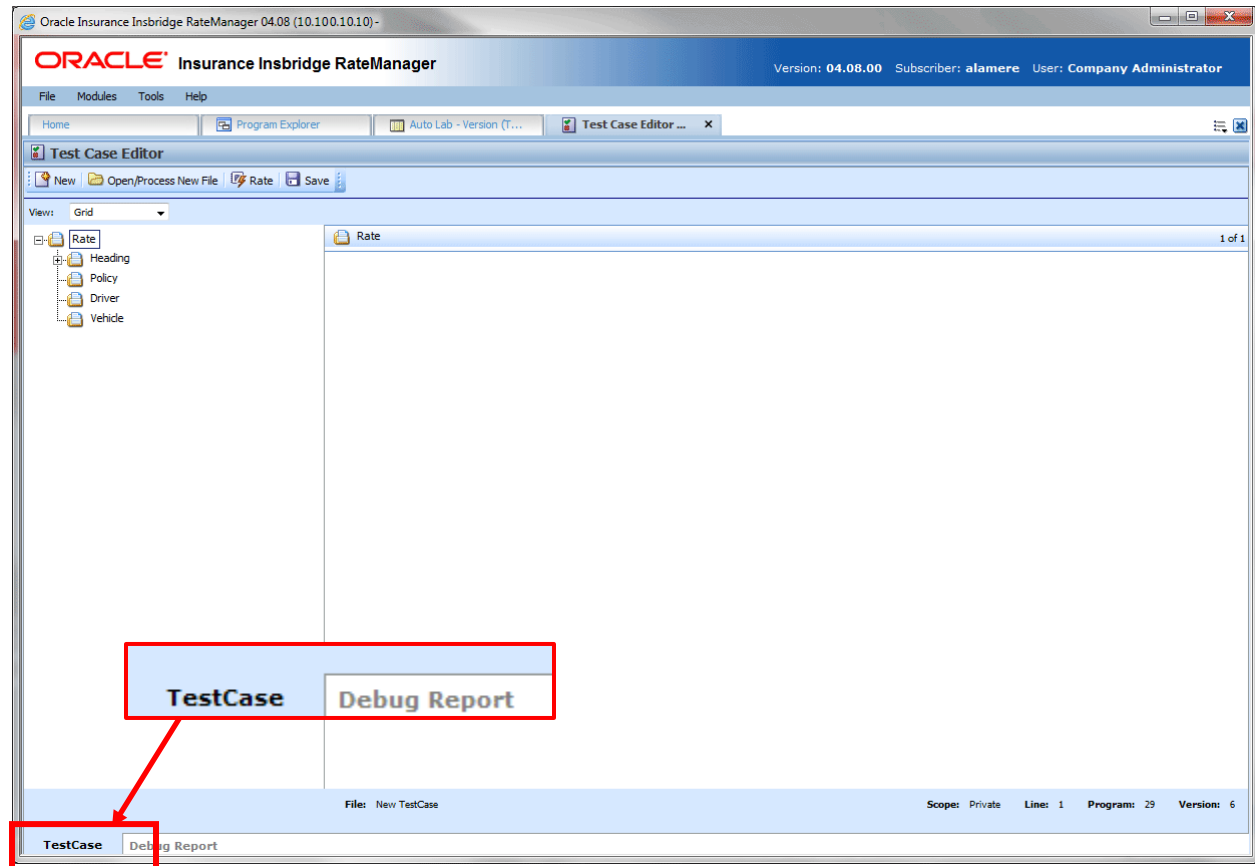 Oracle Insurance Insbridge RateManager 04.08 (10.100.10.10) -
ORACLE® Insurance Insbridge RateManager
Version: 04.08.00 Subscriber: alamere User: Company Administrator
File Modules Tools Help
Home Program Explorer Auto Lab - Version (T... Test Case Editor ... x
Test Case Editor
New Open/Process New File Rate Save
View: Grid
Rate
Heading
Policy
Driver
Vehicle
Rate 1 of 1
TestCase Debug Report
File: New TestCase Scope: Private Line: 1 Program: 29 Version: 6
TestCase Debug Report